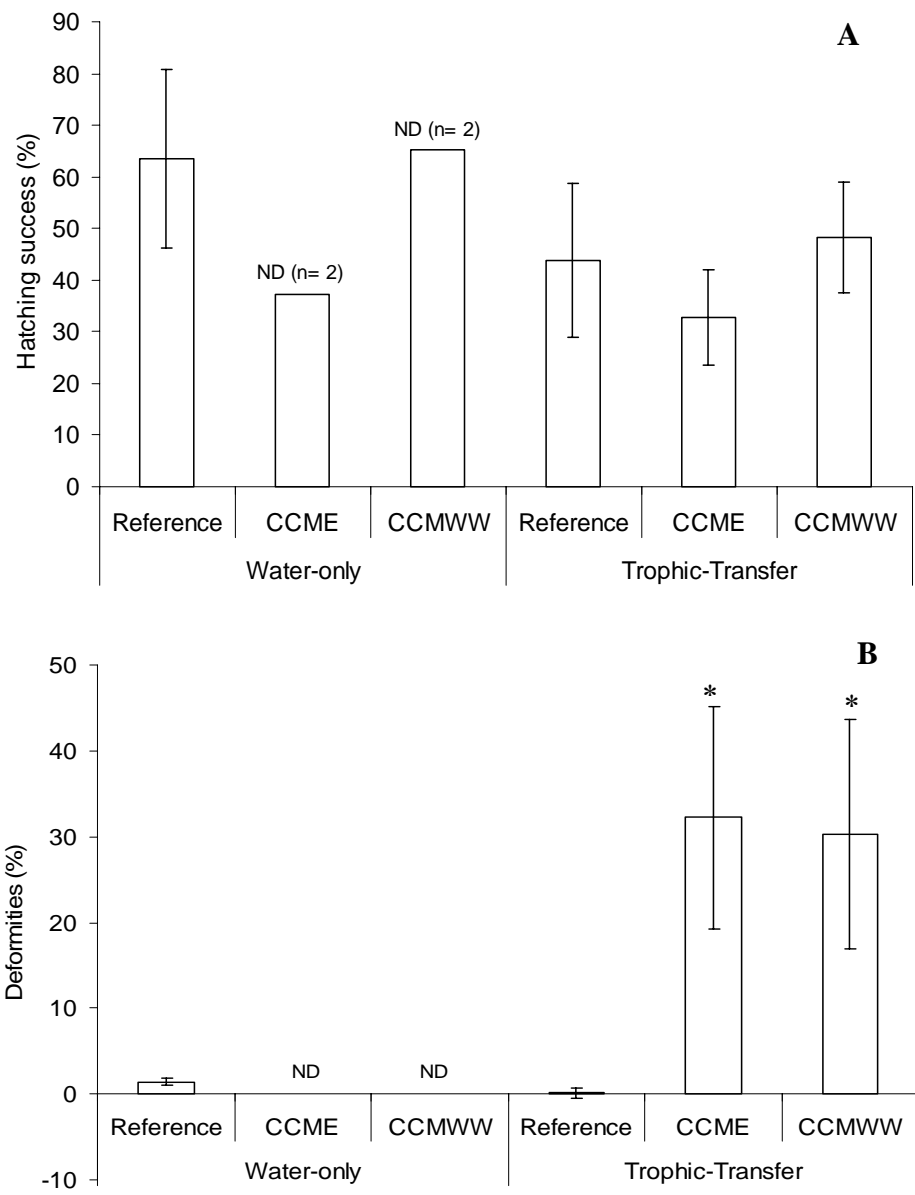 A
Hatching success (%)
90
80
70
60
50
40
30
20
10
0
ND (n= 2)
ND (n= 2)
Reference CCME CCMWW Reference CCME CCMWW
Water-only Trophic-Transfer
B
Deformities (%)
50
40
30
20
10
0
-10
* *
ND ND
Reference CCME CCMWW Reference CCME CCMWW
Water-only Trophic-Transfer